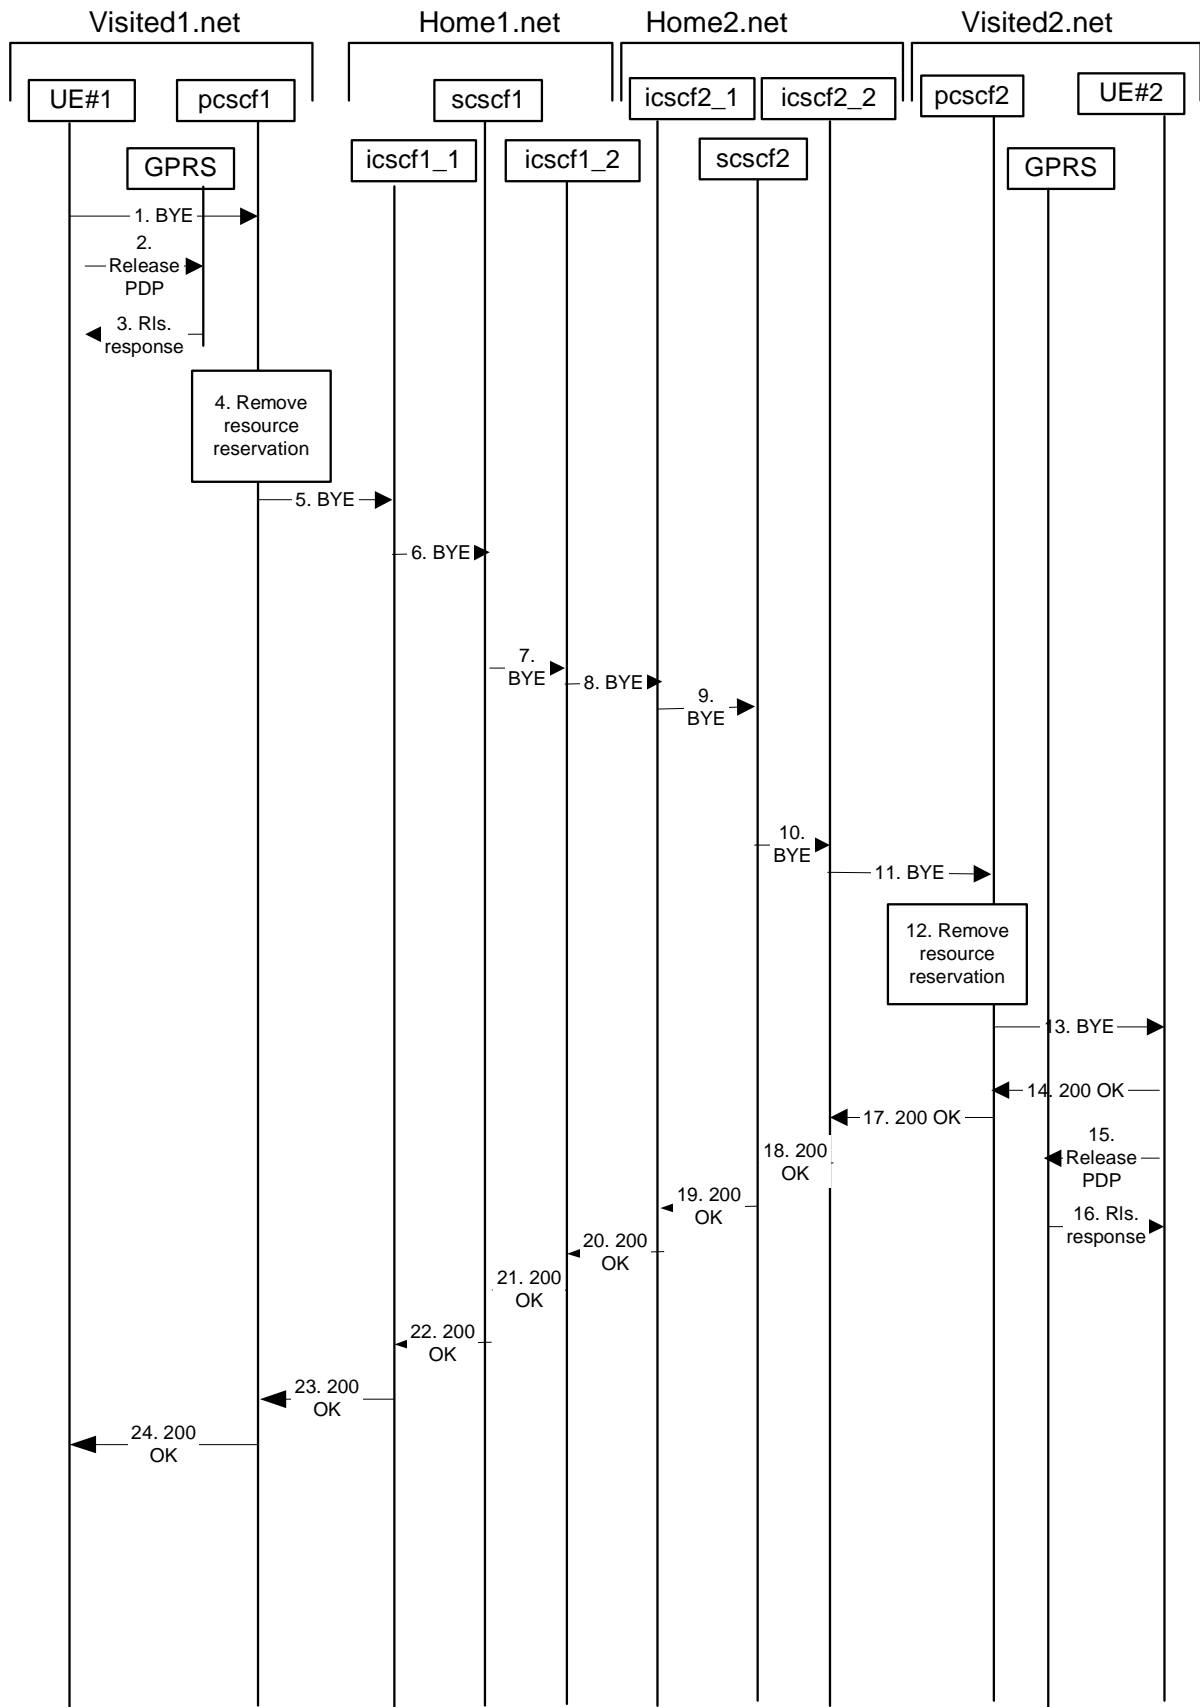 Visited1.net
Home1.net
Home2.net
Visited2.net
UE#1
pcscf1
scscf1
icscf2_1
icscf2_2
pcscf2
UE#2
GPRS
icscf1_1
icscf1_2
scscf2
GPRS
1. BYE
2.
Release
PDP
3. Rls.
response
4. Remove
resource
reservation
5. BYE
6. BYE
7.
BYE
8. BYE
9.
BYE
10.
BYE
11. BYE
12. Remove
resource
reservation
13. BYE
14. 200 OK
17. 200 OK
15.
Release
PDP
18. 200
OK
19. 200
OK
16. Rls.
response
20. 200
OK
21. 200
OK
22. 200
OK
23. 200
OK
24. 200
OK